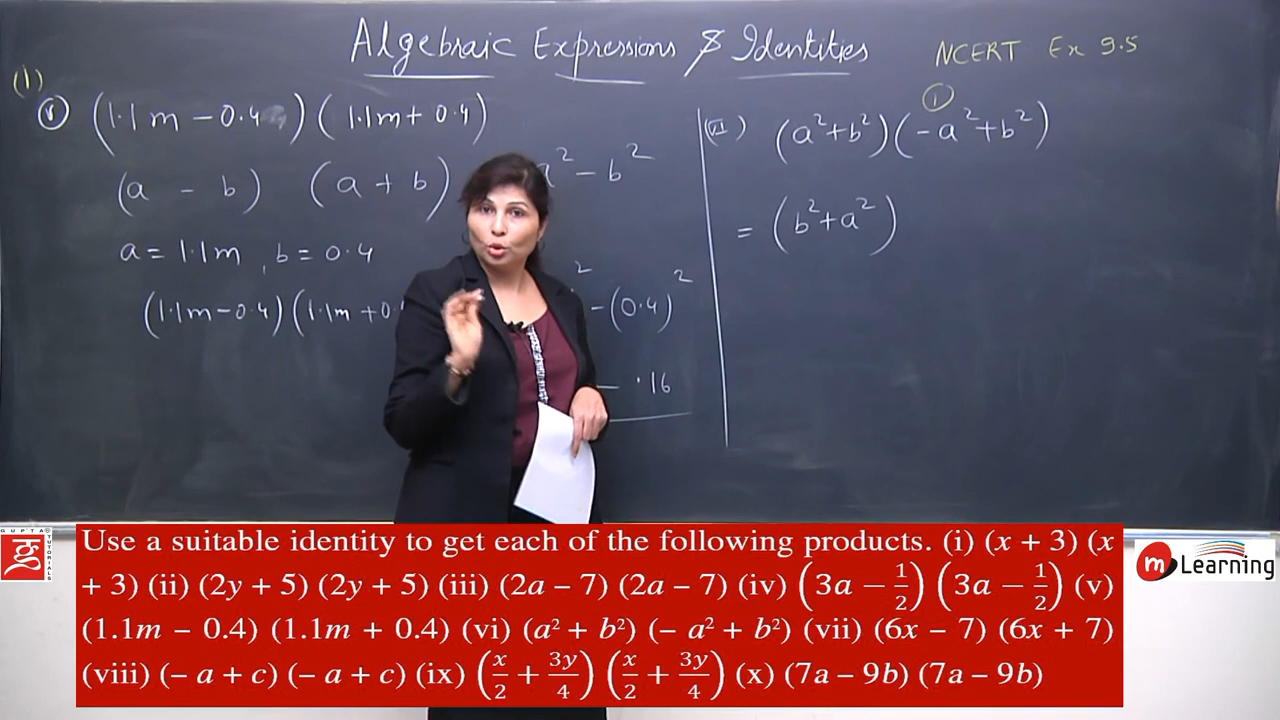 Algebraic Expressions & Identities
NCERT Ex 9.5
(1)
(i)
(v) (1.1m - 0.4) (1.1m + 0.4)
(a - b) (a + b)
a² - b²
a = 1.1m, b = 0.4
(1.1m - 0.4) (1.1m + 0.
² - (0.4)²
- .16
(VI) (a² + b²) (-a² + b²)
= (b² + a²)
GUPTA TUTORIALS
ग
Use a suitable identity to get each of the following products. (i) (x + 3) (x
+ 3) (ii) (2y + 5) (2y + 5) (iii) (2a – 7) (2a – 7) (iv) (3a − 1/2) (3a − 1/2) (v)
(1.1m − 0.4) (1.1m + 0.4) (vi) (a² + b²) (– a² + b²) (vii) (6x – 7) (6x + 7)
(viii) (– a + c) (– a + c) (ix) (x/2 + 3y/4) (x/2 + 3y/4) (x) (7a – 9b) (7a – 9b)
m Learning